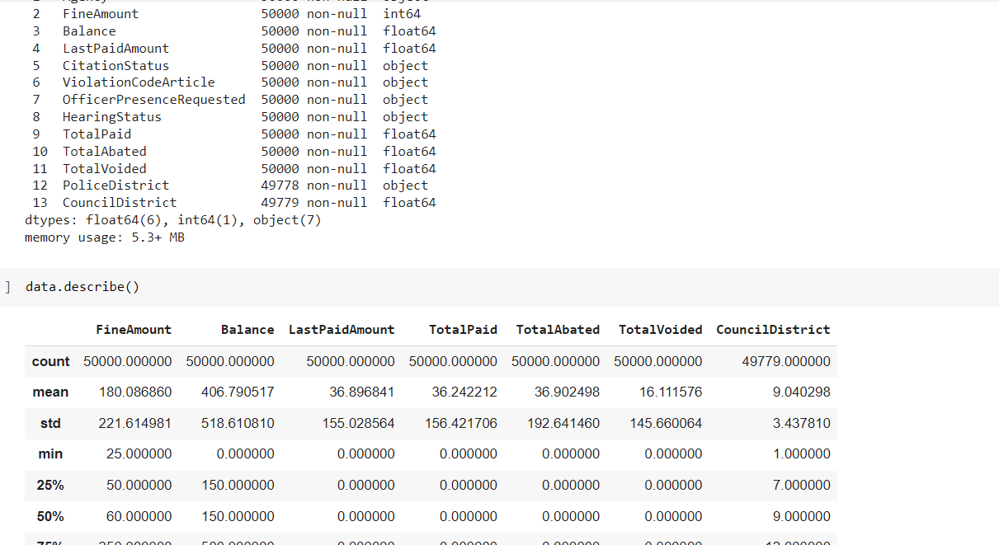 2 FineAmount 50000 non-null int64
3 Balance 50000 non-null float64
4 LastPaidAmount 50000 non-null float64
5 CitationStatus 50000 non-null object
6 ViolationCodeArticle 50000 non-null object
7 OfficerPresenceRequested 50000 non-null object
8 HearingStatus 50000 non-null object
9 TotalPaid 50000 non-null float64
10 TotalAbated 50000 non-null float64
11 TotalVoided 50000 non-null float64
12 PoliceDistrict 49778 non-null object
13 CouncilDistrict 49779 non-null float64
dtypes: float64(6), int64(1), object(7)
memory usage: 5.3+ MB
] data.describe()
FineAmount Balance LastPaidAmount TotalPaid TotalAbated TotalVoided CouncilDistrict
count 50000.000000 50000.000000 50000.000000 50000.000000 50000.000000 50000.000000 49779.000000
mean 180.086860 406.790517 36.896841 36.242212 36.902498 16.111576 9.040298
std 221.614981 518.610810 155.028564 156.421706 192.641460 145.660064 3.437810
min 25.000000 0.000000 0.000000 0.000000 0.000000 0.000000 1.000000
25% 50.000000 150.000000 0.000000 0.000000 0.000000 0.000000 7.000000
50% 60.000000 150.000000 0.000000 0.000000 0.000000 0.000000 9.000000